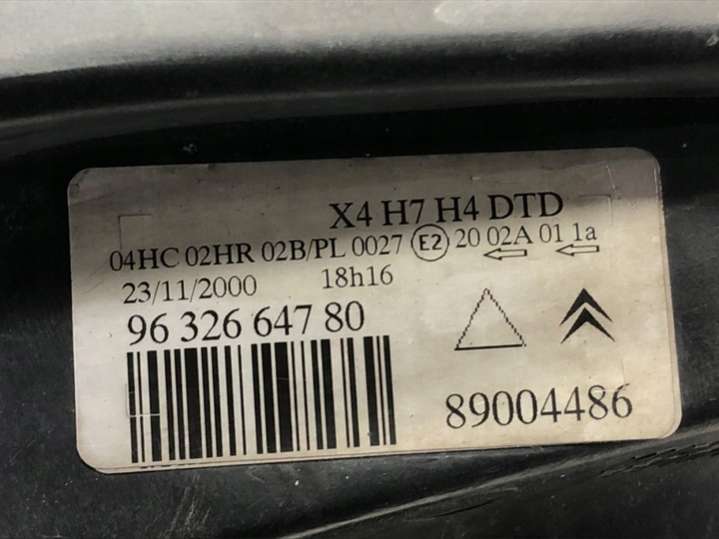 X4 H7 H4 DTD
04HC 02HR 02B/PL 0027 E2 20 02A 01 1a
23/11/2000 18h16
96 326 647 80
89004486